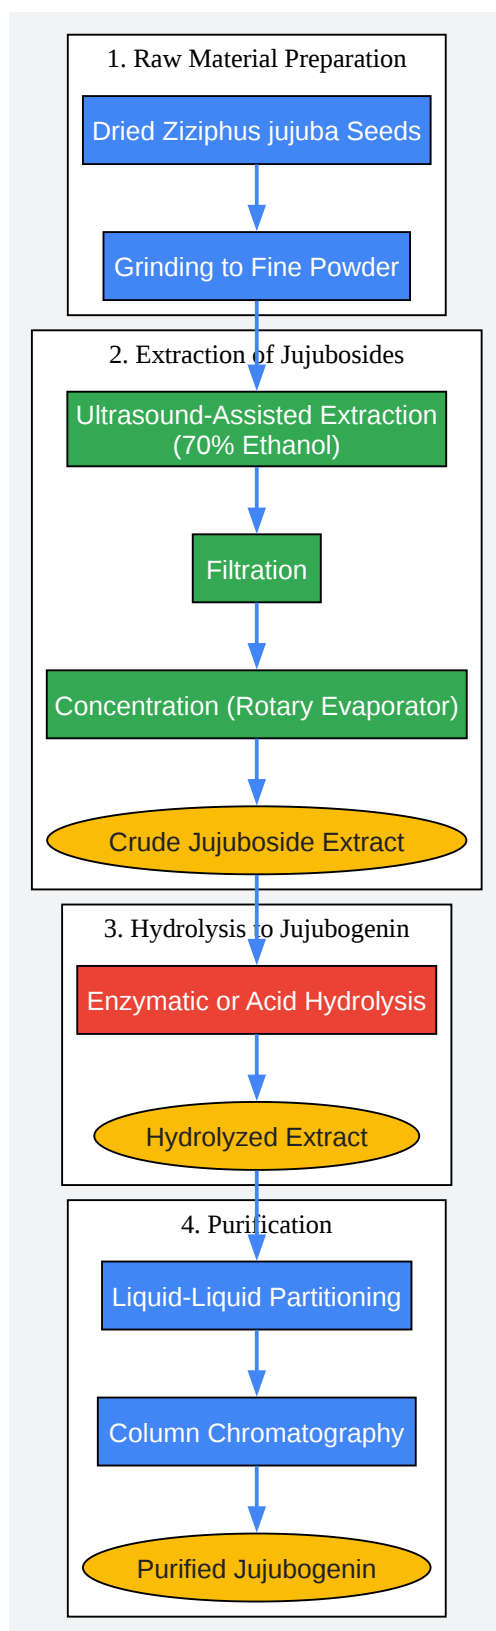 1. Raw Material Preparation
Dried Ziziphus jujuba Seeds
Grinding to Fine Powder
2. Extraction of Jujubosides
Ultrasound-Assisted Extraction
(70% Ethanol)
Filtration
Concentration (Rotary Evaporator)
Crude Jujuboside Extract
3. Hydrolysis to Jujubogenin
Enzymatic or Acid Hydrolysis
Hydrolyzed Extract
4. Purification
Liquid-Liquid Partitioning
Column Chromatography
Purified Jujubogenin